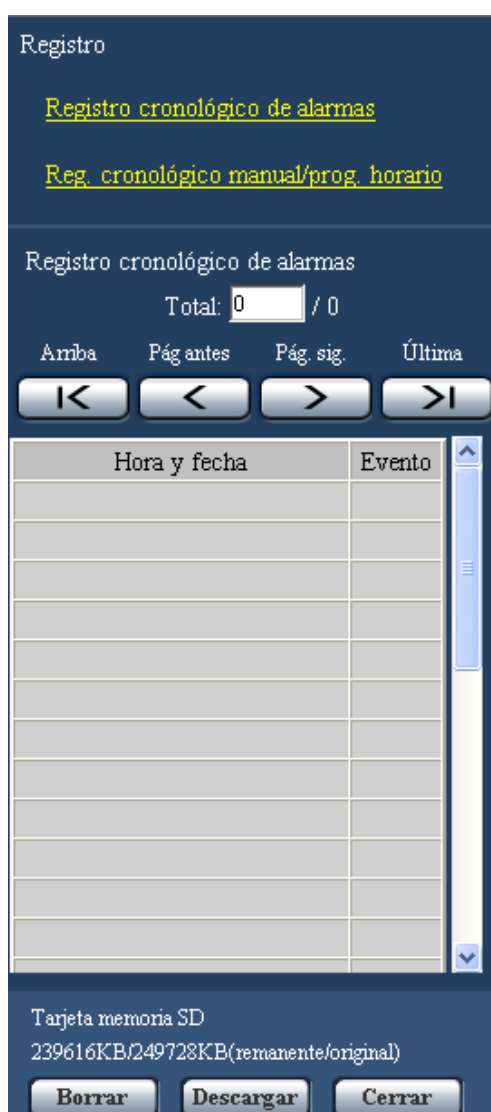 Registro
Registro cronológico de alarmas
Reg. cronológico manual/prog. horario
Registro cronológico de alarmas
Total: 0 / 0
Arriba Pág antes Pág. sig. Última
Hora y fecha Evento
Tarjeta memoria SD
239616KB/249728KB(remanente/original)
Borrar Descargar Cerrar